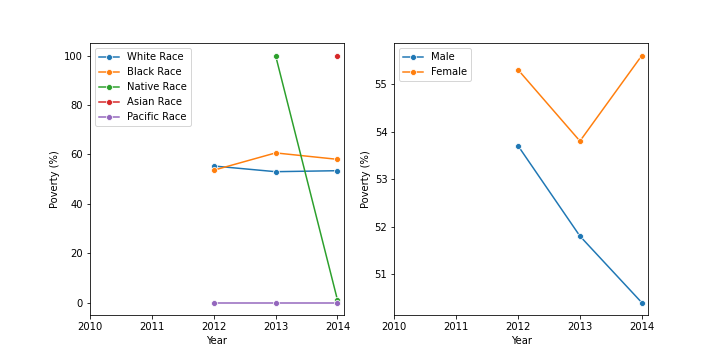 White Race
Black Race
Native Race
Asian Race
Pacific Race
100
80
60
40
20
0
Poverty (%)
2010 2011 2012 2013 2014
Year
Male
Female
55
54
53
52
51
Poverty (%)
2010 2011 2012 2013 2014
Year